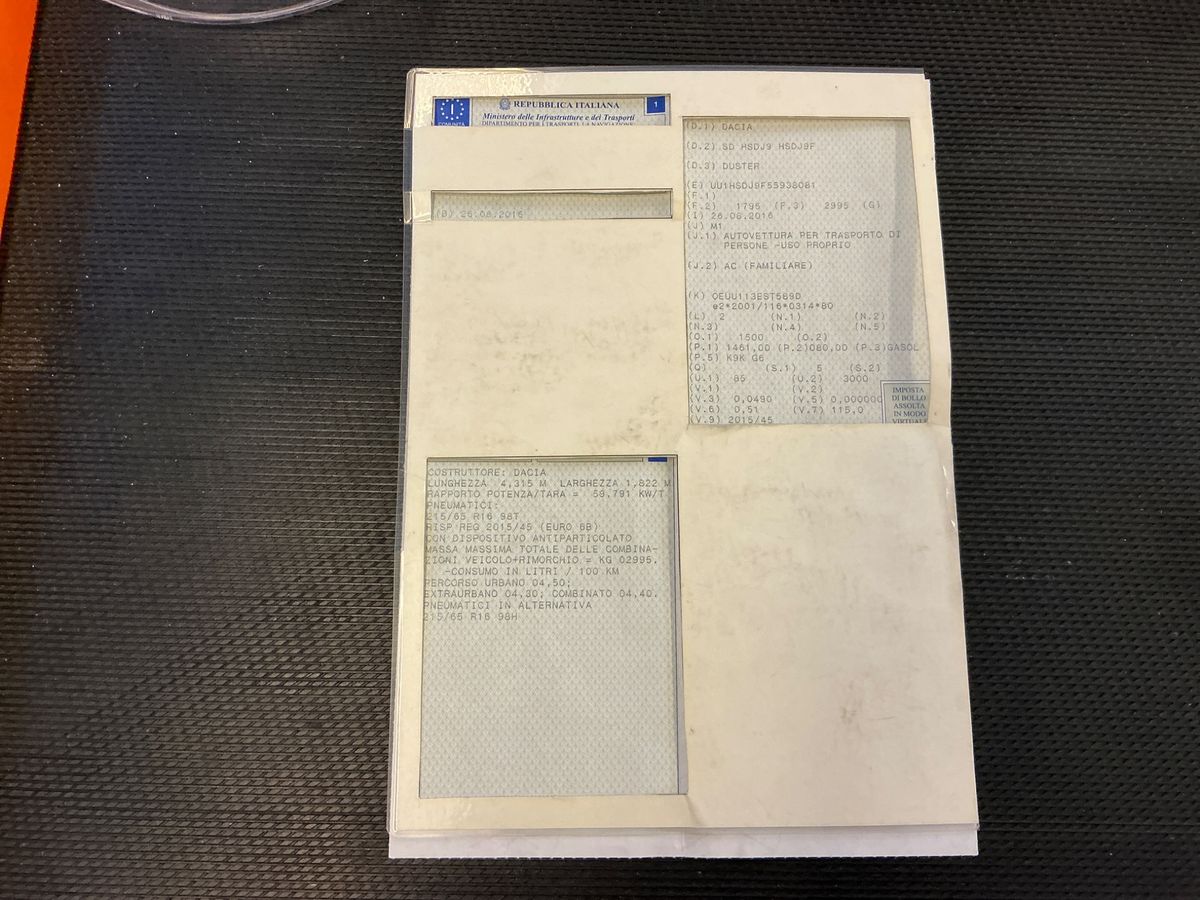 I
COMUNITÀ
REPUBBLICA ITALIANA
1
Ministero delle Infrastrutture e dei Trasporti
DIPARTIMENTO PER I TRASPORTI, LA NAVIGAZIONE
(B) 26.08.2016
(D.1) DACIA
(D.2) SD HSDJ9 HSDJ9F
(D.3) DUSTER
(E) UU1HSDJ9F55938081
(F.1)
(F.2) 1795 (F.3) 2995 (G)
(I) 26.08.2016
(J) M1
(J.1) AUTOVETTURA PER TRASPORTO DI
PERSONE -USO PROPRIO
(J.2) AC (FAMILIARE)
(K) OEUU113EST589D
e2*2001/116*0314*80
(L) 2 (N.1) (N.2)
(N.3) (N.4) (N.5)
(O.1) 1500 (O.2)
(P.1) 1461,00 (P.2)080,00 (P.3)GASOL
(P.5) K9K G6
(Q) (S.1) 5 (S.2)
(U.1) 85 (U.2) 3000
(V.1) (V.2)
(V.3) 0,0490 (V.5) 0,000000
(V.6) 0,51 (V.7) 115,0
(V.9) 2015/45
IMPOSTA
DI BOLLO
ASSOLTA
IN MODO
VIRTUALE
COSTRUTTORE: DACIA
LUNGHEZZA 4,315 M LARGHEZZA 1,822 M
RAPPORTO POTENZA/TARA = 59,791 KW/T
PNEUMATICI:
215/65 R16 98T
RISP REG 2015/45 (EURO 6B)
CON DISPOSITIVO ANTIPARTICOLATO
MASSA MASSIMA TOTALE DELLE COMBINA-
ZIONI VEICOLO+RIMORCHIO = KG 02995.
-CONSUMO IN LITRI / 100 KM
PERCORSO URBANO 04,50;
EXTRAURBANO 04,30; COMBINATO 04,40.
PNEUMATICI IN ALTERNATIVA
215/65 R16 98H